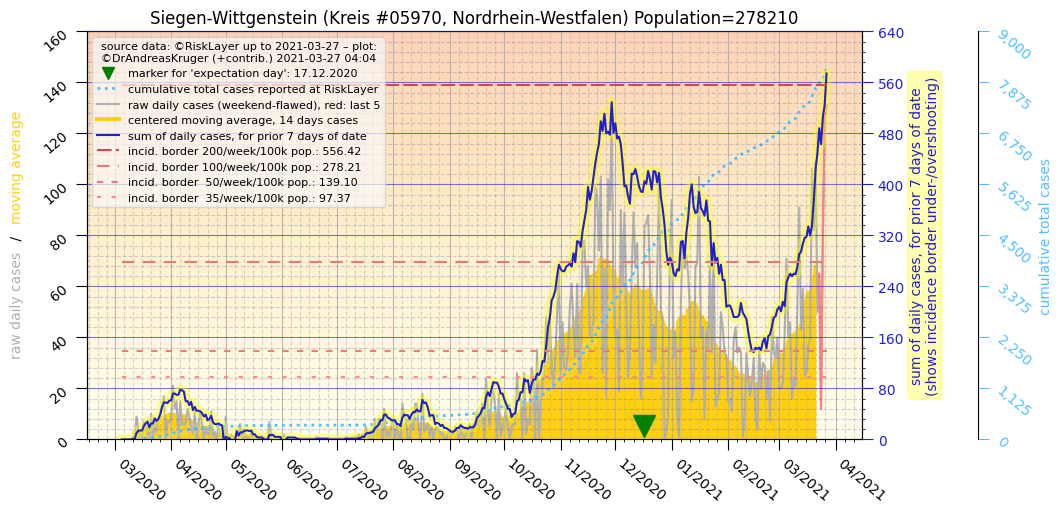 Siegen-Wittgenstein (Kreis #05970, Nordrhein-Westfalen) Population=278210
source data: ©RiskLayer up to 2021-03-27 – plot:
©DrAndreasKruger (+contrib.) 2021-03-27 04:04
marker for 'expectation day': 17.12.2020
cumulative total cases reported at RiskLayer
raw daily cases (weekend-flawed), red: last 5
centered moving average, 14 days cases
sum of daily cases, for prior 7 days of date
incid. border 200/week/100k pop.: 556.42
incid. border 100/week/100k pop.: 278.21
incid. border  50/week/100k pop.: 139.10
incid. border  35/week/100k pop.: 97.37
raw daily cases  /  moving average
160
140
120
100
80
60
40
20
0
03/2020
04/2020
05/2020
06/2020
07/2020
08/2020
09/2020
10/2020
11/2020
12/2020
01/2021
02/2021
03/2021
04/2021
640
560
480
400
320
240
160
80
0
sum of daily cases, for prior 7 days of date
(shows incidence border under-/overshooting)
9,000
7,875
6,750
5,625
4,500
3,375
2,250
1,125
0
cumulative total cases